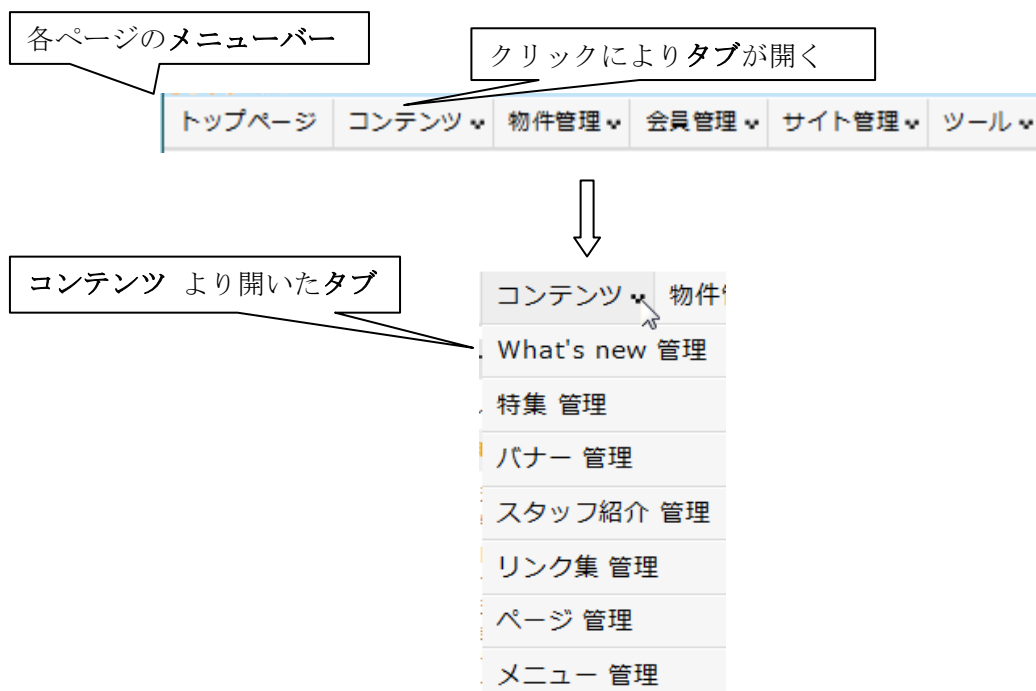 各ページのメニューバー
クリックによりタブが開く
トップページ コンテンツ 物件管理 会員管理 サイト管理 ツール
コンテンツ より開いたタブ
コンテンツ 物件
What's new 管理
特集 管理
バナー 管理
スタッフ紹介 管理
リンク集 管理
ページ 管理
メニュー 管理